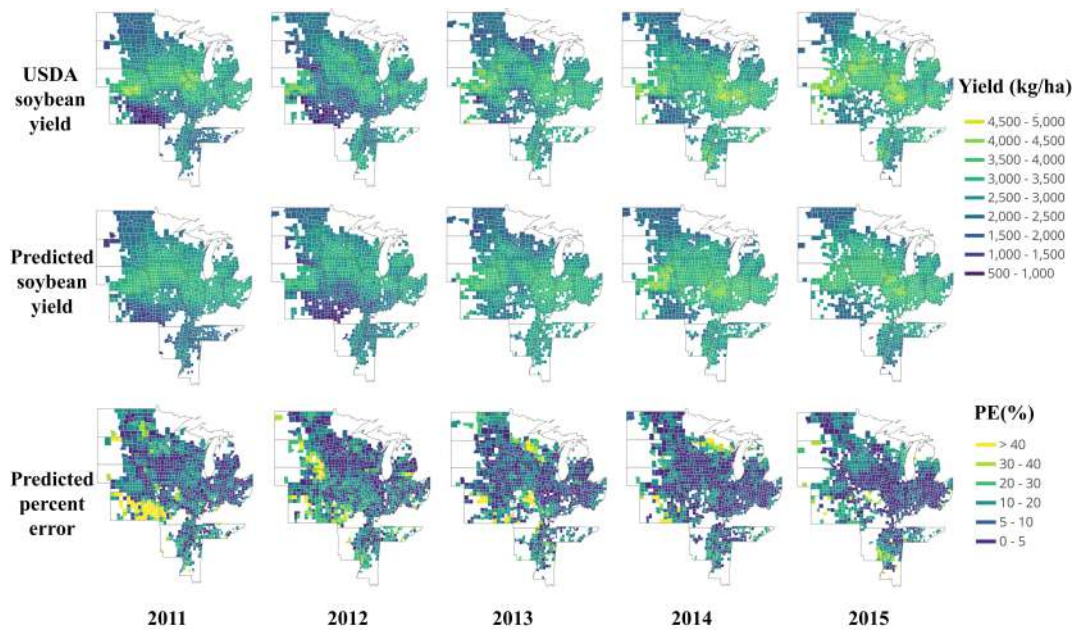 USDA
soybean
yield
Yield (kg/ha)
4,500 - 5,000
4,000 - 4,500
3,500 - 4,000
3,000 - 3,500
2,500 - 3,000
2,000 - 2,500
1,500 - 2,000
1,000 - 1,500
500 - 1,000
Predicted
soybean
yield
Predicted
percent
error
PE(%)
> 40
30 - 40
20 - 30
10 - 20
5 - 10
0 - 5
2011 2012 2013 2014 2015